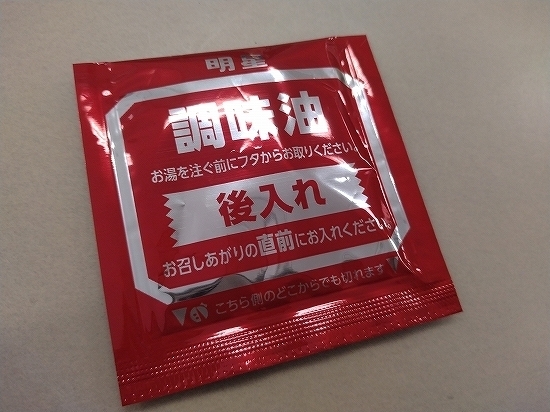 明星
調味油
お湯を注ぐ前にフタからお取りください。
後入れ
お召しあがりの直前にお入れください
こちら側のどこからでも切れます